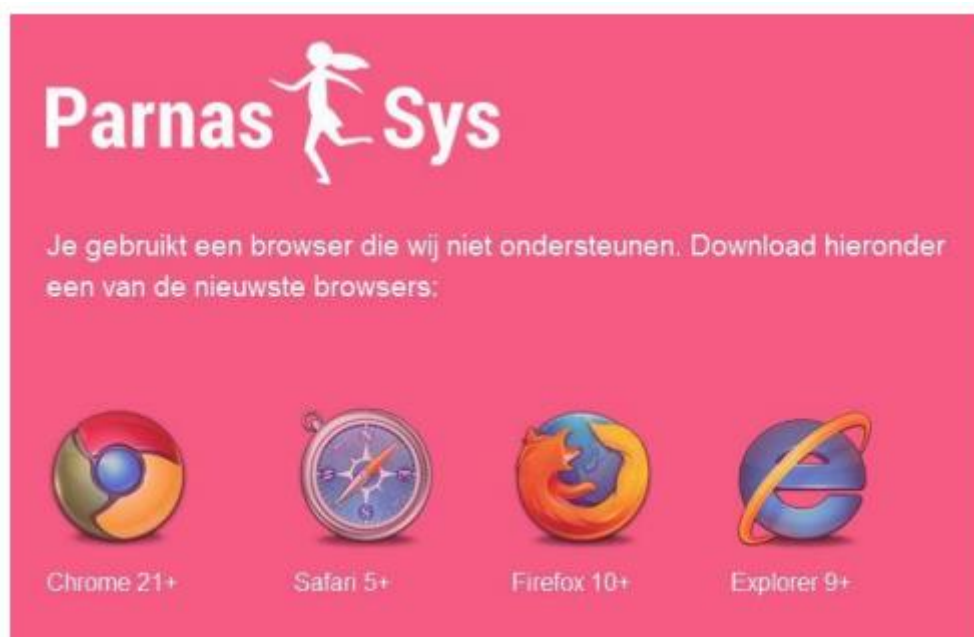 Parnas Sys
Je gebruikt een browser die wij niet ondersteunen. Download hieronder
een van de nieuwste browsers:
Chrome 21+
Safari 5+
Firefox 10+
Explorer 9+